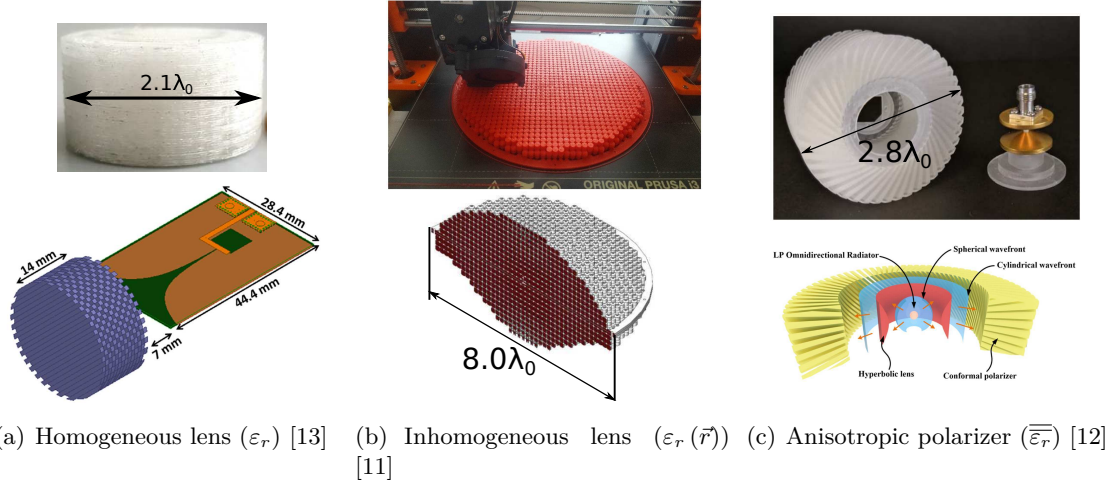 2.1λ₀
28.4 mm
14 mm
44.4 mm
7 mm
(a) Homogeneous lens (εᵣ) [13]
ORIGINAL PRUSA i3
8.0λ₀
(b) Inhomogeneous lens (εᵣ (r⃗))
[11]
2.8λ₀
LP Omnidirectional Radiator
Spherical wavefront
Cylindrical wavefront
Hyperbolic lens
Conformal polarizer
(c) Anisotropic polarizer (ε̿ᵣ) [12]